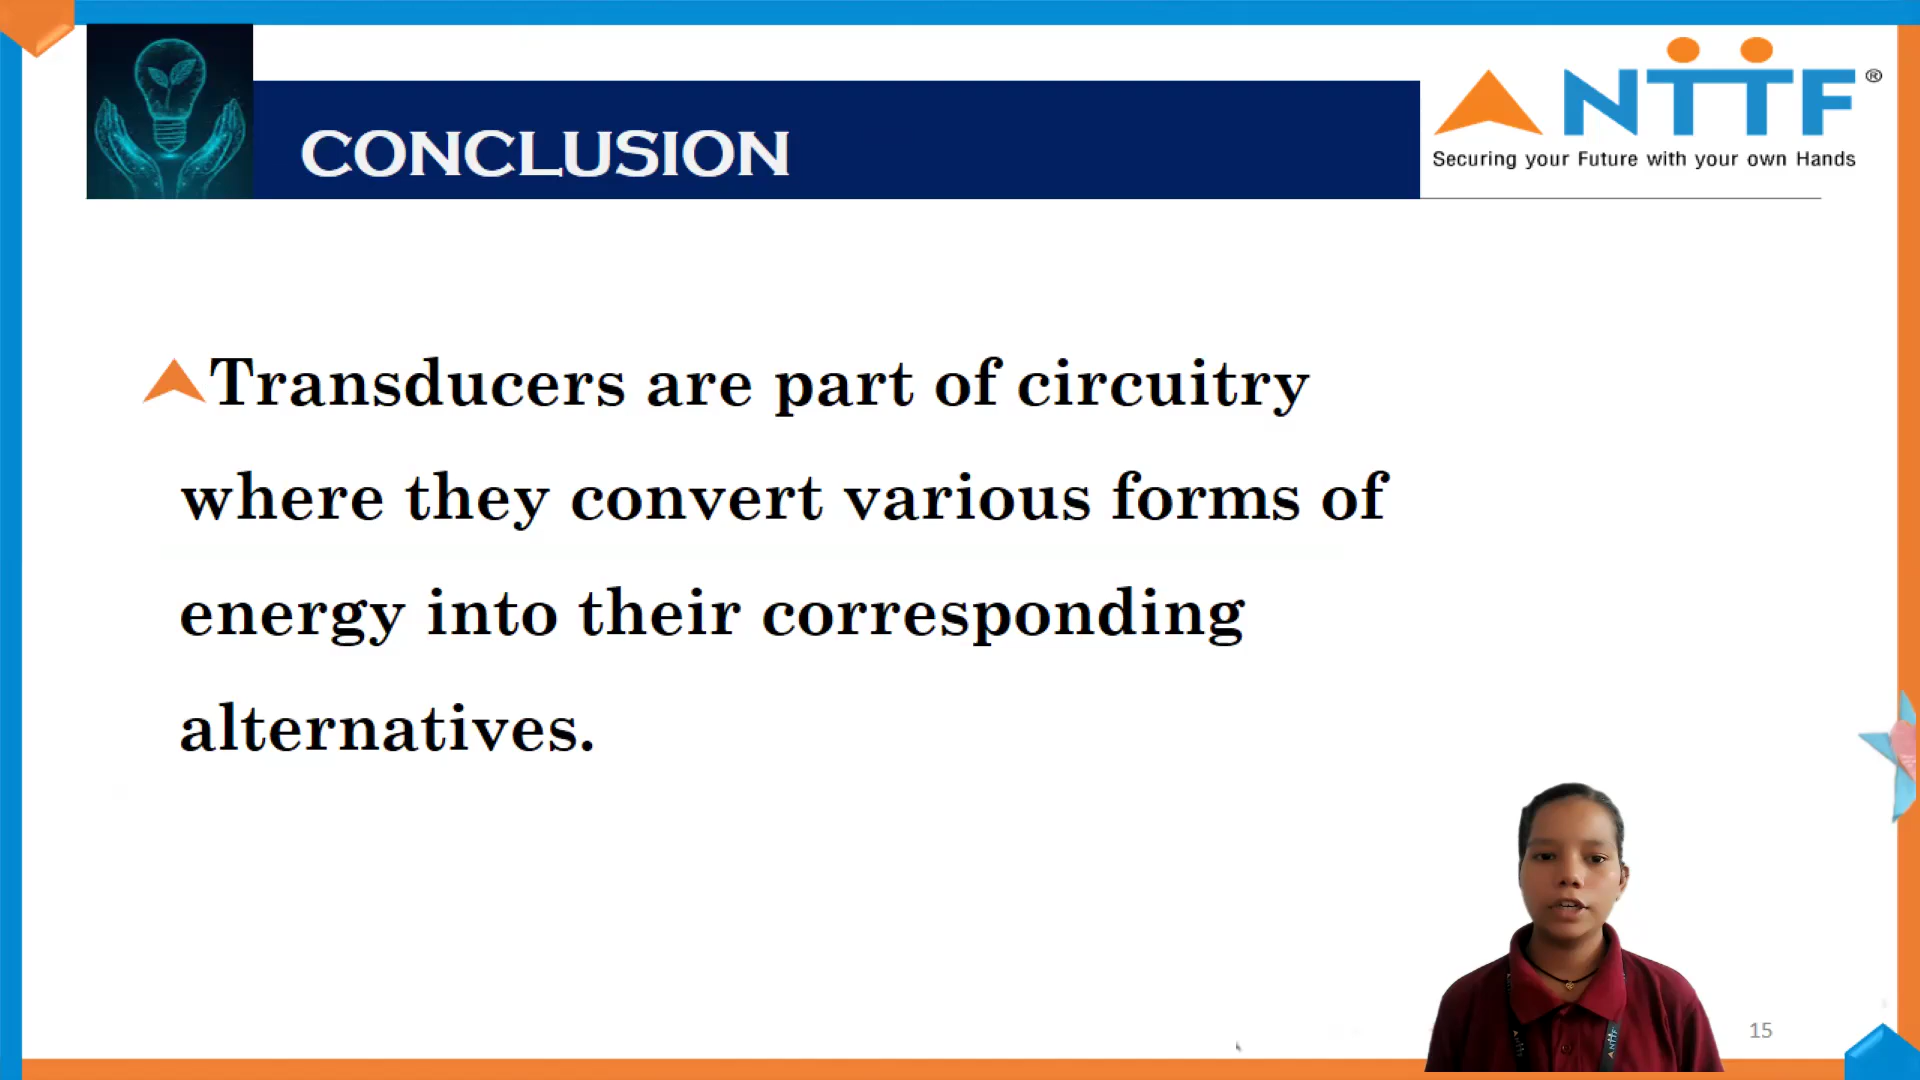 CONCLUSION
NTTF®
Securing your Future with your own Hands
Transducers are part of circuitry
where they convert various forms of
energy into their corresponding
alternatives.
15